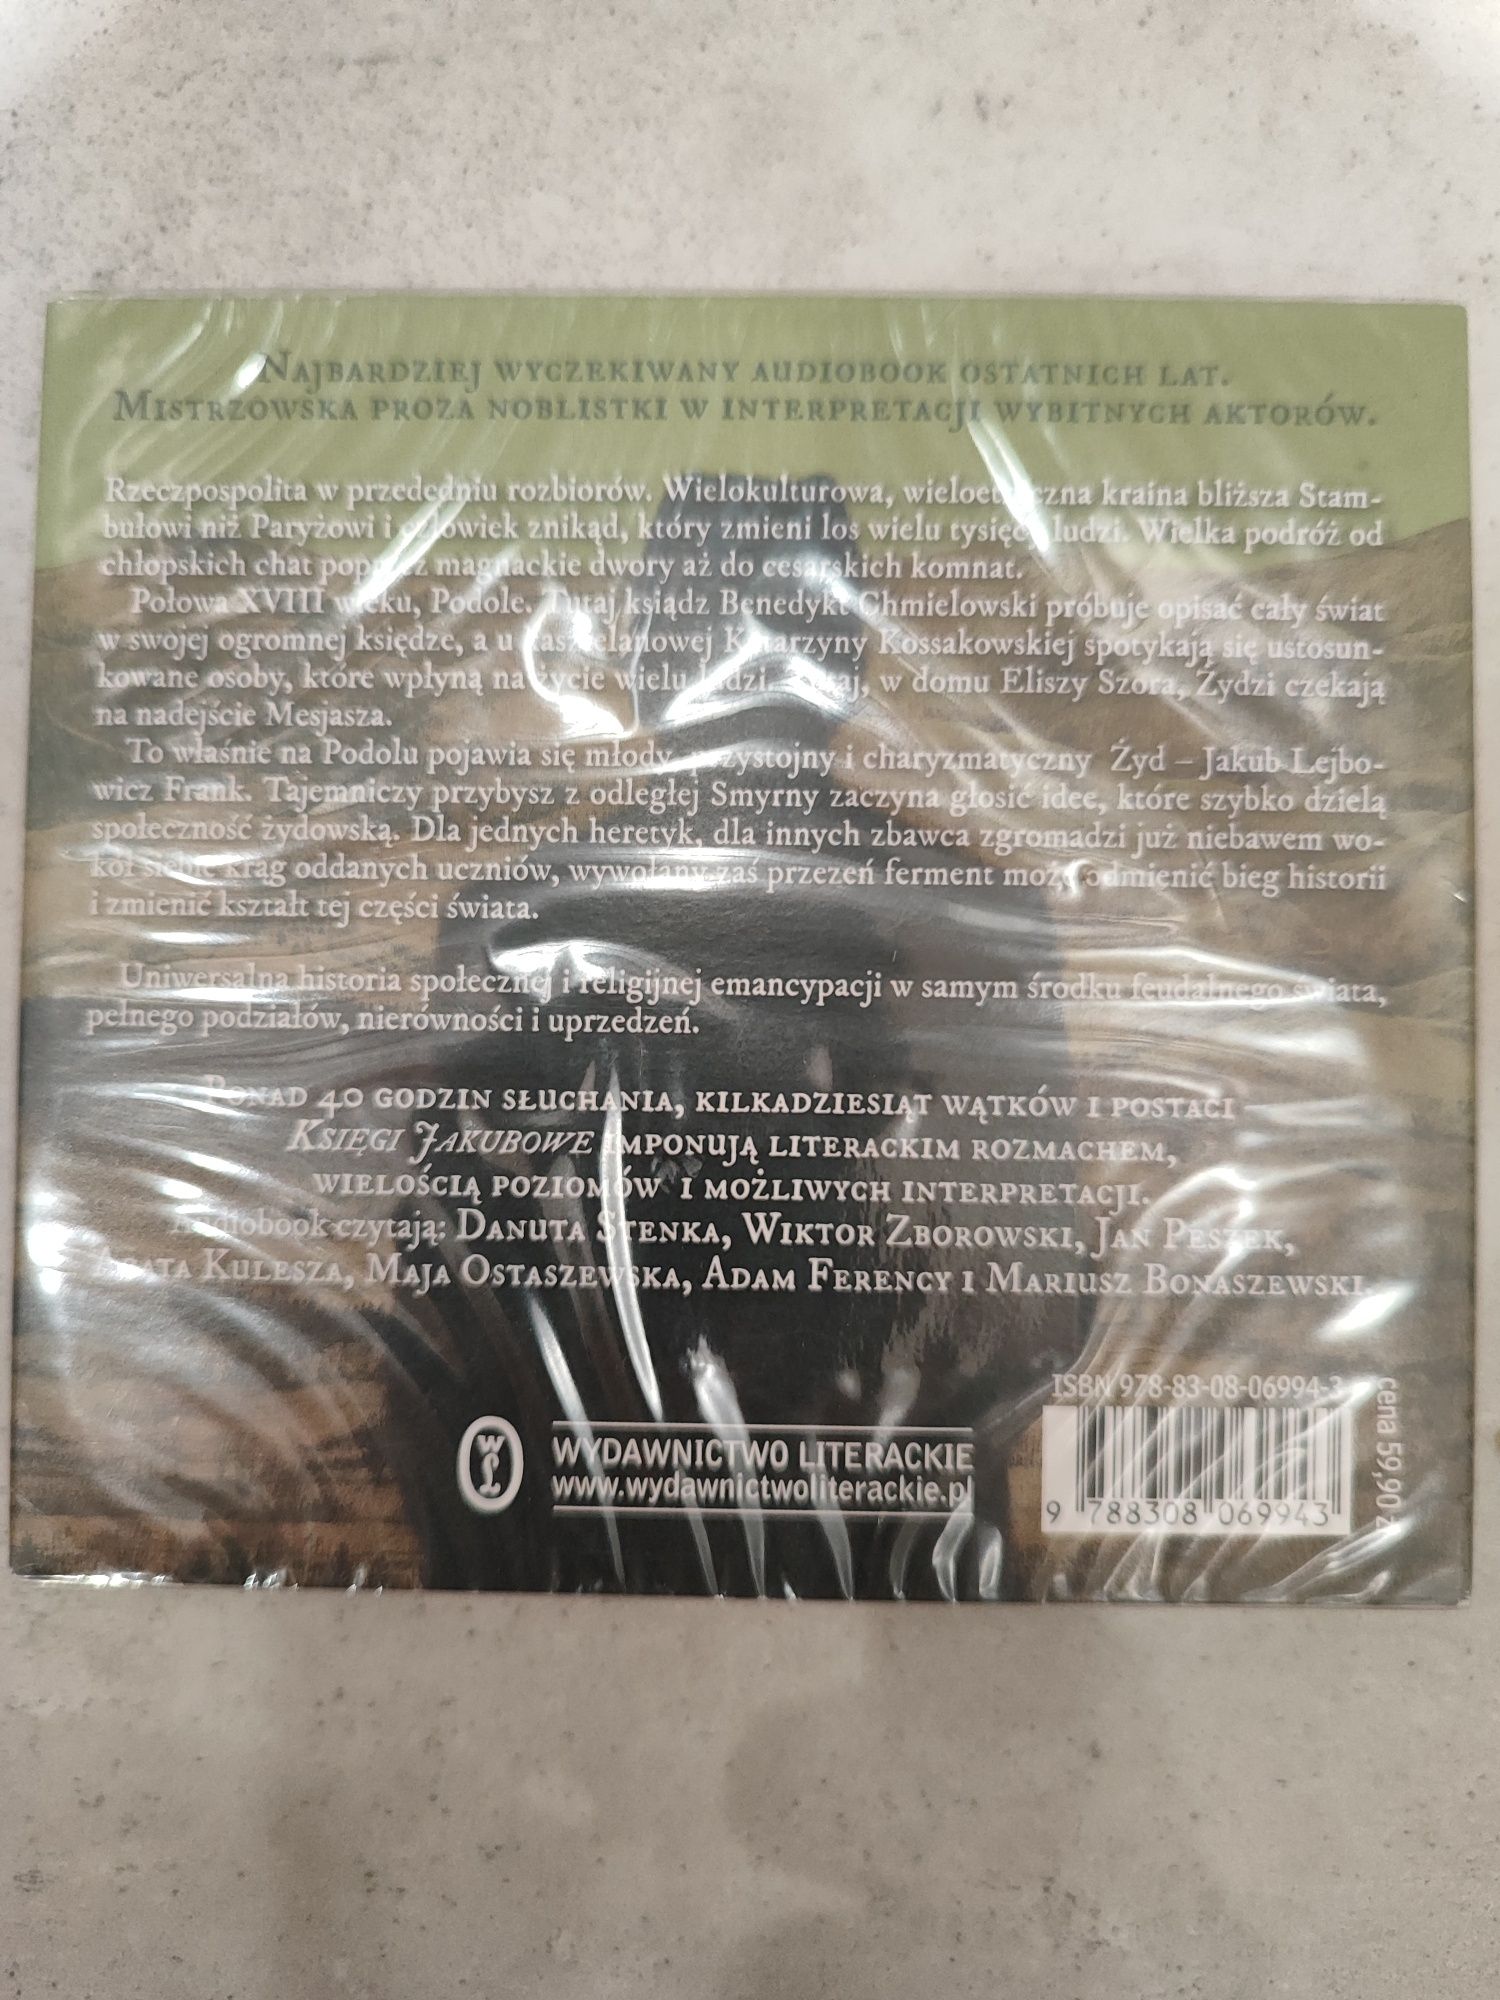 Najbardziej wyczekiwany audiobook ostatnich lat.
Mistrzowska proza noblistki w interpretacji wybitnych aktorów.
Rzeczpospolita w przededniu rozbiorów. Wielokulturowa, wieloetniczna kraina bliższa Stam-
bułowi niż Paryżowi i człowiek znikąd, który zmieni los wielu tysięcy ludzi. Wielka podróż od
chłopskich chat poprzez magnackie dwory aż do cesarskich komnat.
Połowa XVIII wieku, Podole. Tutaj ksiądz Benedykt Chmielowski próbuje opisać cały świat
w swojej ogromnej księdze, a u kasztelanowej Katarzyny Kossakowskiej spotykają się ustosun-
kowane osoby, które wpłyną na życie wielu ludzi. Tutaj, w domu Eliszy Szora, Żydzi czekają
na nadejście Mesjasza.
To właśnie na Podolu pojawia się młody, przystojny i charyzmatyczny Żyd – Jakub Lejbo-
wicz Frank. Tajemniczy przybysz z odległej Smyrny zaczyna głosić idee, które szybko dzielą
społeczność żydowską. Dla jednych heretyk, dla innych zbawca zgromadzi już niebawem wo-
kół siebie krąg oddanych uczniów, wywołany zaś przezeń ferment może odmienić bieg historii
i zmienić kształt tej części świata.
Uniwersalna historia społecznej i religijnej emancypacji w samym środku feudalnego świata,
pełnego podziałów, nierówności i uprzedzeń.
Ponad 40 godzin słuchania, kilkadziesiąt wątków i postaci
Księgi Jakubowe imponują literackim rozmachem,
wielością poziomów i możliwych interpretacji.
Audiobook czytają: Danuta Stenka, Wiktor Zborowski, Jan Peszek,
Agata Kulesza, Maja Ostaszewska, Adam Ferency i Mariusz Bonaszewski.
ISBN 978-83-08-06994-3
cena 59,90 zł
WL
WYDAWNICTWO LITERACKIE
www.wydawnictwoliterackie.pl
9 788308 069943